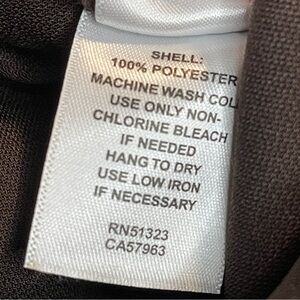 SHELL:
100% POLYESTER
MACHINE WASH COL
USE ONLY NON-
CHLORINE BLEACH
IF NEEDED
HANG TO DRY
USE LOW IRON
IF NECESSARY
RN51323
CA57963